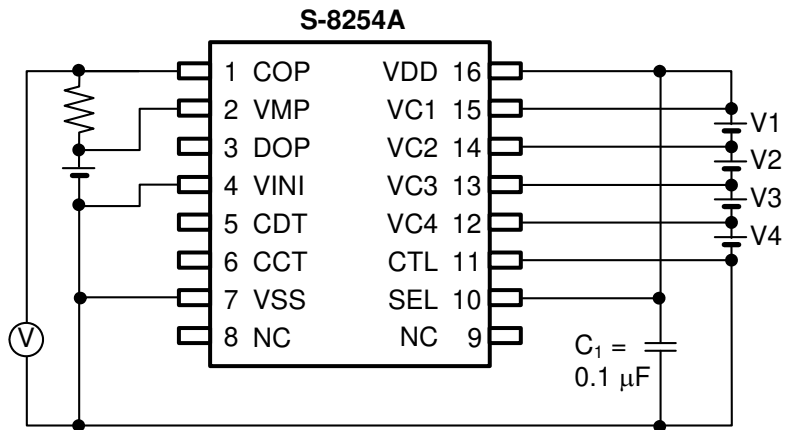 S-8254A
1 COP VDD 16
2 VMP VC1 15
3 DOP VC2 14
4 VINI VC3 13
5 CDT VC4 12
6 CCT CTL 11
7 VSS SEL 10
8 NC NC 9
V1
V2
V3
V4
V
C₁ =
0.1 μF